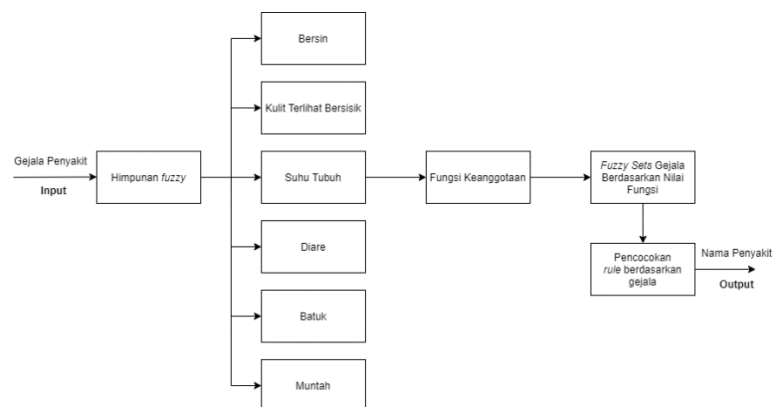 Bersin
Kulit Terlihat Bersisik
Gejala Penyakit
Input
Himpunan fuzzy
Suhu Tubuh
Fungsi Keanggotaan
Fuzzy Sets Gejala
Berdasarkan Nilai
Fungsi
Diare
Pencocokan
rule berdasarkan
gejala
Nama Penyakit
Output
Batuk
Muntah